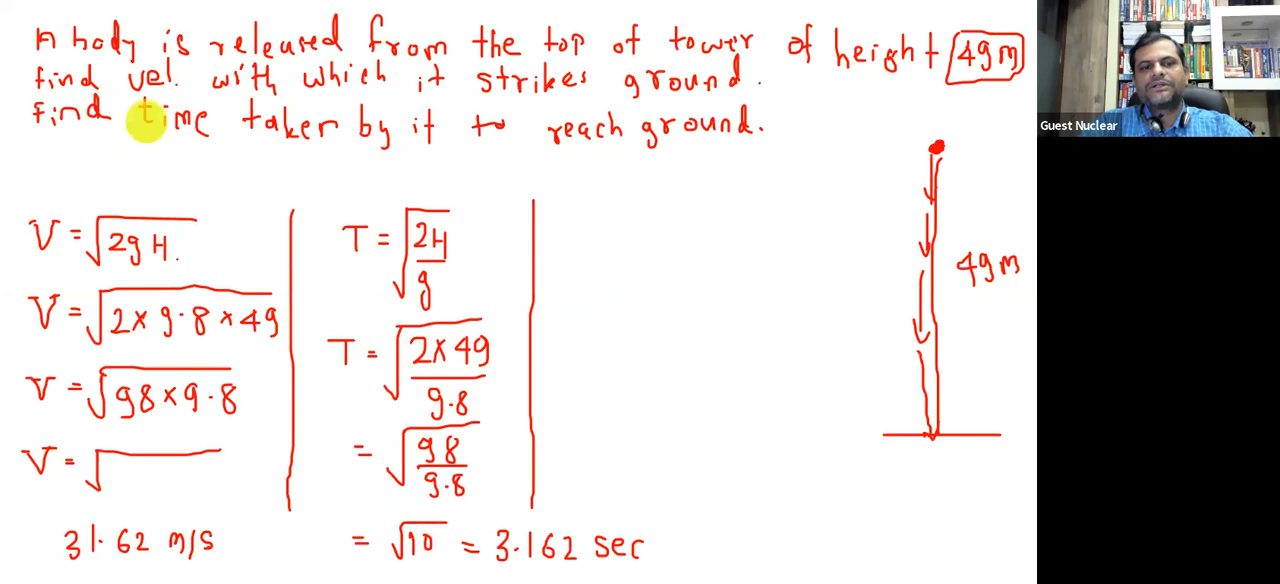 A body is released from the top of tower of height 49m
find vel. with which it strikes ground.
find time taken by it to reach ground.
Guest Nuclear
V = √2gH.
V = √2×9.8×49
V = √98×9.8
V = √
31.62 m/s
T = √2H/g
T = √2×49/9.8
= √98/9.8
= √10 = 3.162 sec
49m